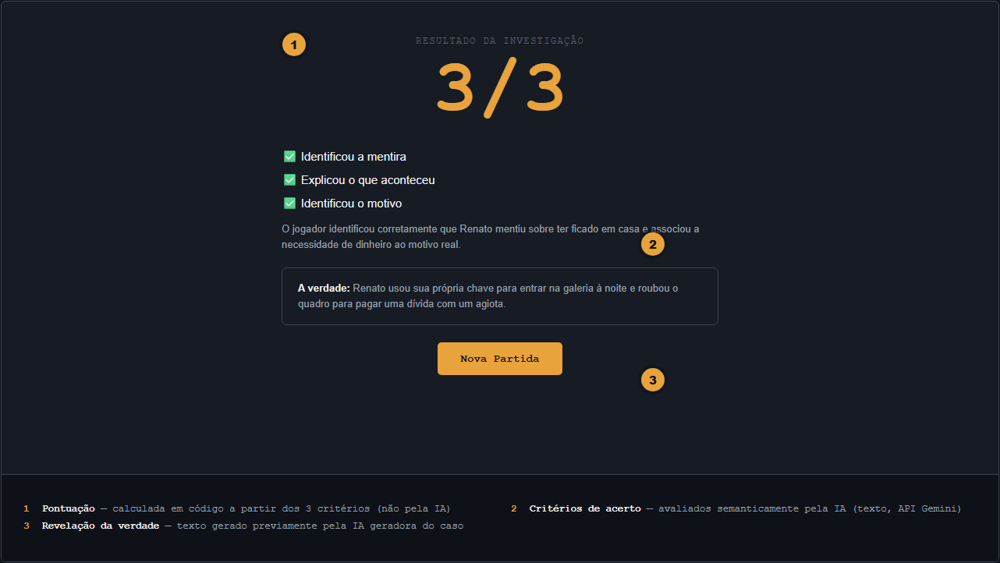 1
RESULTADO DA INVESTIGAÇÃO
3/3
Identificou a mentira
Explicou o que aconteceu
Identificou o motivo
O jogador identificou corretamente que Renato mentiu sobre ter ficado em casa e associou a
necessidade de dinheiro ao motivo real.
2
A verdade: Renato usou sua própria chave para entrar na galeria à noite e roubou o
quadro para pagar uma dívida com um agiota.
Nova Partida
3
1 Pontuação — calculada em código a partir dos 3 critérios (não pela IA)
2 Critérios de acerto — avaliados semanticamente pela IA (texto, API Gemini)
3 Revelação da verdade — texto gerado previamente pela IA geradora do caso